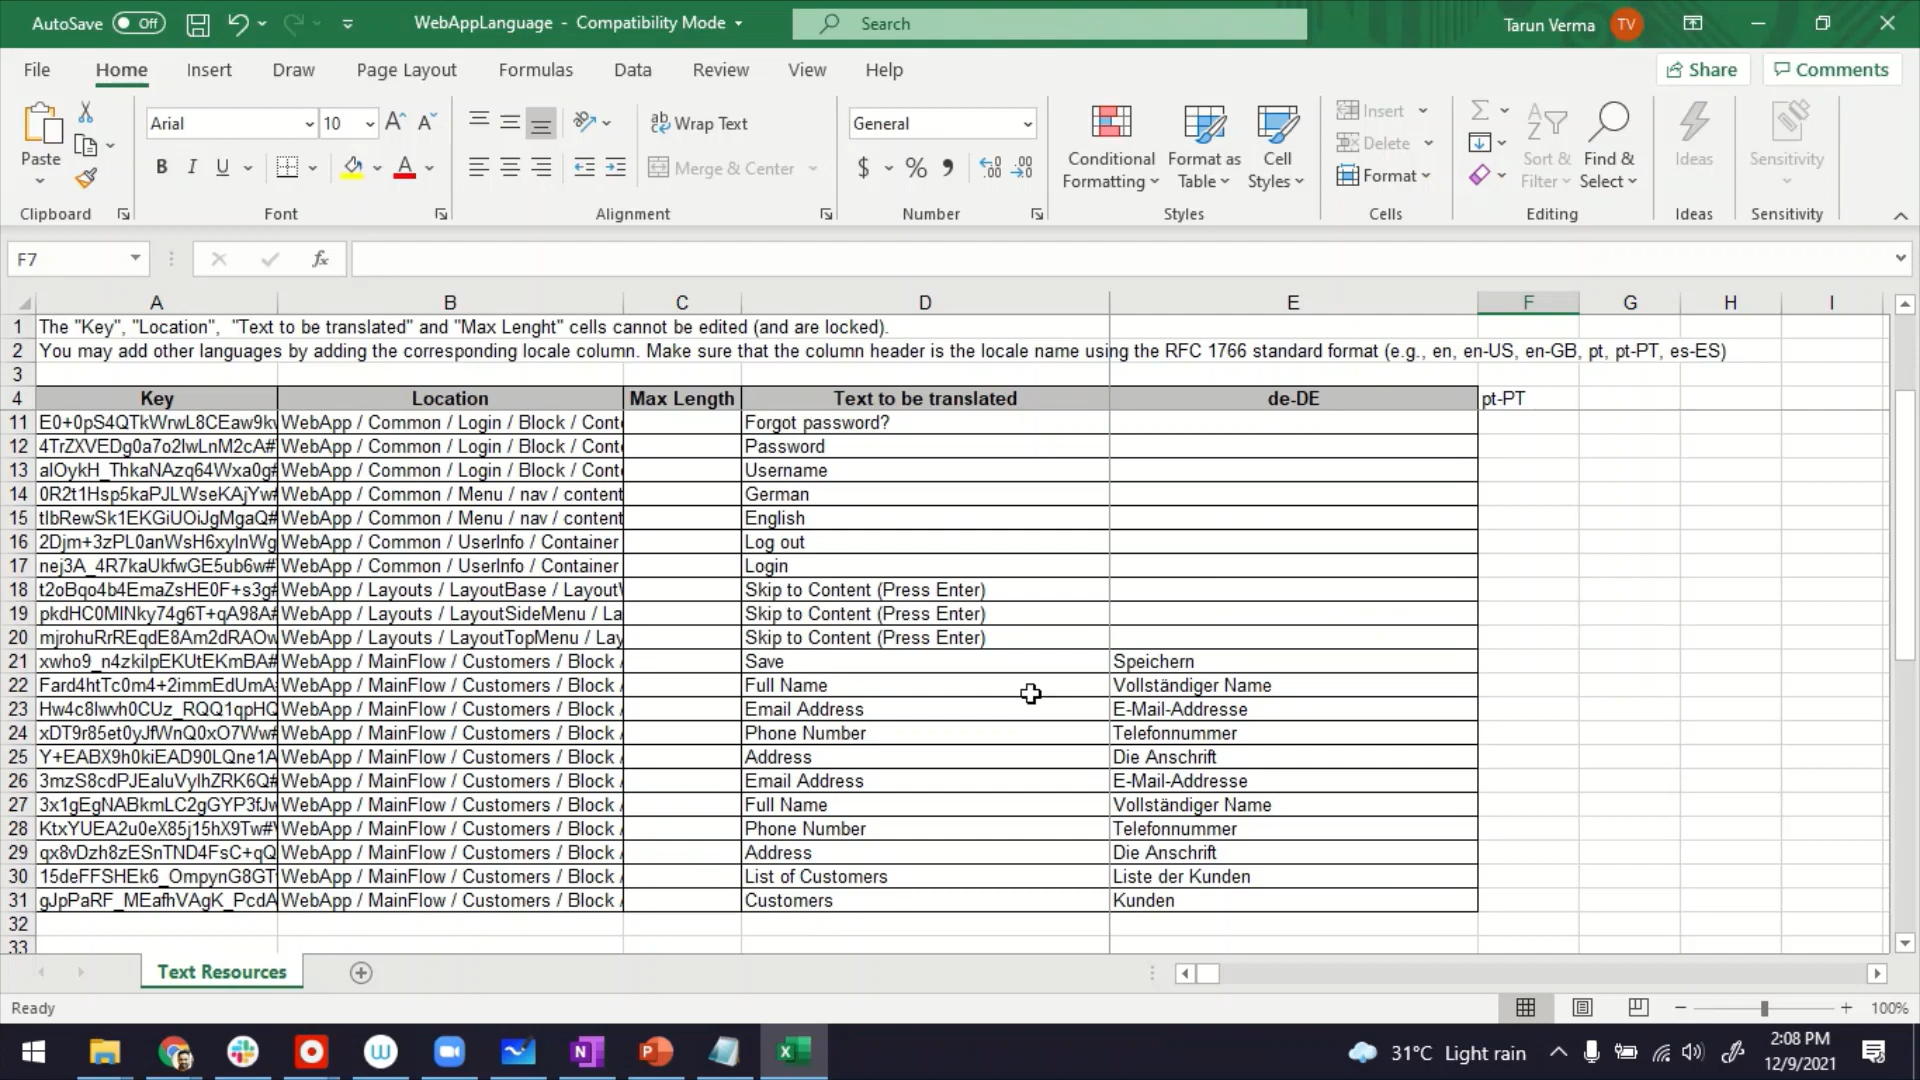 AutoSave Off WebAppLanguage - Compatibility Mode Search Tarun Verma TV
File Home Insert Draw Page Layout Formulas Data Review View Help Share Comments
Paste Arial 10 Wrap Text General Conditional Formatting Format as Table Cell Styles Insert Sort & Filter Find & Select Ideas Sensitivity
B I U A Merge & Center $ % Delete
Format
Clipboard Font Alignment Number Styles Cells Editing Ideas Sensitivity
F7 fx
A B C D E F G H I
1 The "Key", "Location", "Text to be translated" and "Max Lenght" cells cannot be edited (and are locked).
2 You may add other languages by adding the corresponding locale column. Make sure that the column header is the locale name using the RFC 1766 standard format (e.g., en, en-US, en-GB, pt, pt-PT, es-ES)
3
4 Key Location Max Length Text to be translated de-DE pt-PT
11 WebApp / Common / Login / Block / Conte Forgot password?
12 4TrZXVEDg0a7o2lwLnM2cA# WebApp / Common / Login / Block / Conte Password
13 alOykH_ThkaNAzq64Wxa0g# WebApp / Common / Login / Block / Conte Username
14 0R2t1Hsp5kaPJLWseKAjYw# WebApp / Common / Menu / nav / content German
15 tlbRewSk1EKGiUOiJgMgaQ# WebApp / Common / Menu / nav / content English
16 2Djm+3zPL0anWsH6xyInWg WebApp / Common / UserInfo / Container Log out
17 nej3A_4R7kaUkfwGE5ub6w# WebApp / Common / UserInfo / Container Login
18 t2oBqo4b4EmaZsHE0F+s3g# WebApp / Layouts / LayoutBase / Layout Skip to Content (Press Enter)
19 pkdHC0MlNky74g6T+qA98A# WebApp / Layouts / LayoutSideMenu / La Skip to Content (Press Enter)
20 mjrohuRrREqdE8Am2dRAOw WebApp / Layouts / LayoutTopMenu / Lay Skip to Content (Press Enter)
21 xwho9_n4zkilpEKUtEKmBA# WebApp / MainFlow / Customers / Block / Save Speichern
22 Fard4htTc0m4+2immEdUmA WebApp / MainFlow / Customers / Block / Full Name Vollständiger Name
23 Hw4c8lwvh0CUz_RQQ1qpHQ WebApp / MainFlow / Customers / Block / Email Address E-Mail-Addresse
24 xDT9r85et0yJfWnQ0xO7Ww# WebApp / MainFlow / Customers / Block / Phone Number Telefonnummer
25 Y+EABX9h0kiEAD90LQne1A WebApp / MainFlow / Customers / Block / Address Die Anschrift
26 3mzS8cdPJEaluVylhZRK6Q# WebApp / MainFlow / Customers / Block / Email Address E-Mail-Addresse
27 WebApp / MainFlow / Customers / Block / Full Name Vollständiger Name
28 KtxYUEA2u0eX85j15hX9Tw# WebApp / MainFlow / Customers / Block / Phone Number Telefonnummer
29 qx8vDzh8zESnTND4FsC+qQ WebApp / MainFlow / Customers / Block / Address Die Anschrift
30 15deFFSHEk6_OmpynG8GT WebApp / MainFlow / Customers / Block / List of Customers Liste der Kunden
31 gJpPaRF_MEafhVAgK_PcdA WebApp / MainFlow / Customers / Block / Customers Kunden
32
33
Text Resources
Ready 100%
31°C Light rain 2:08 PM
12/9/2021